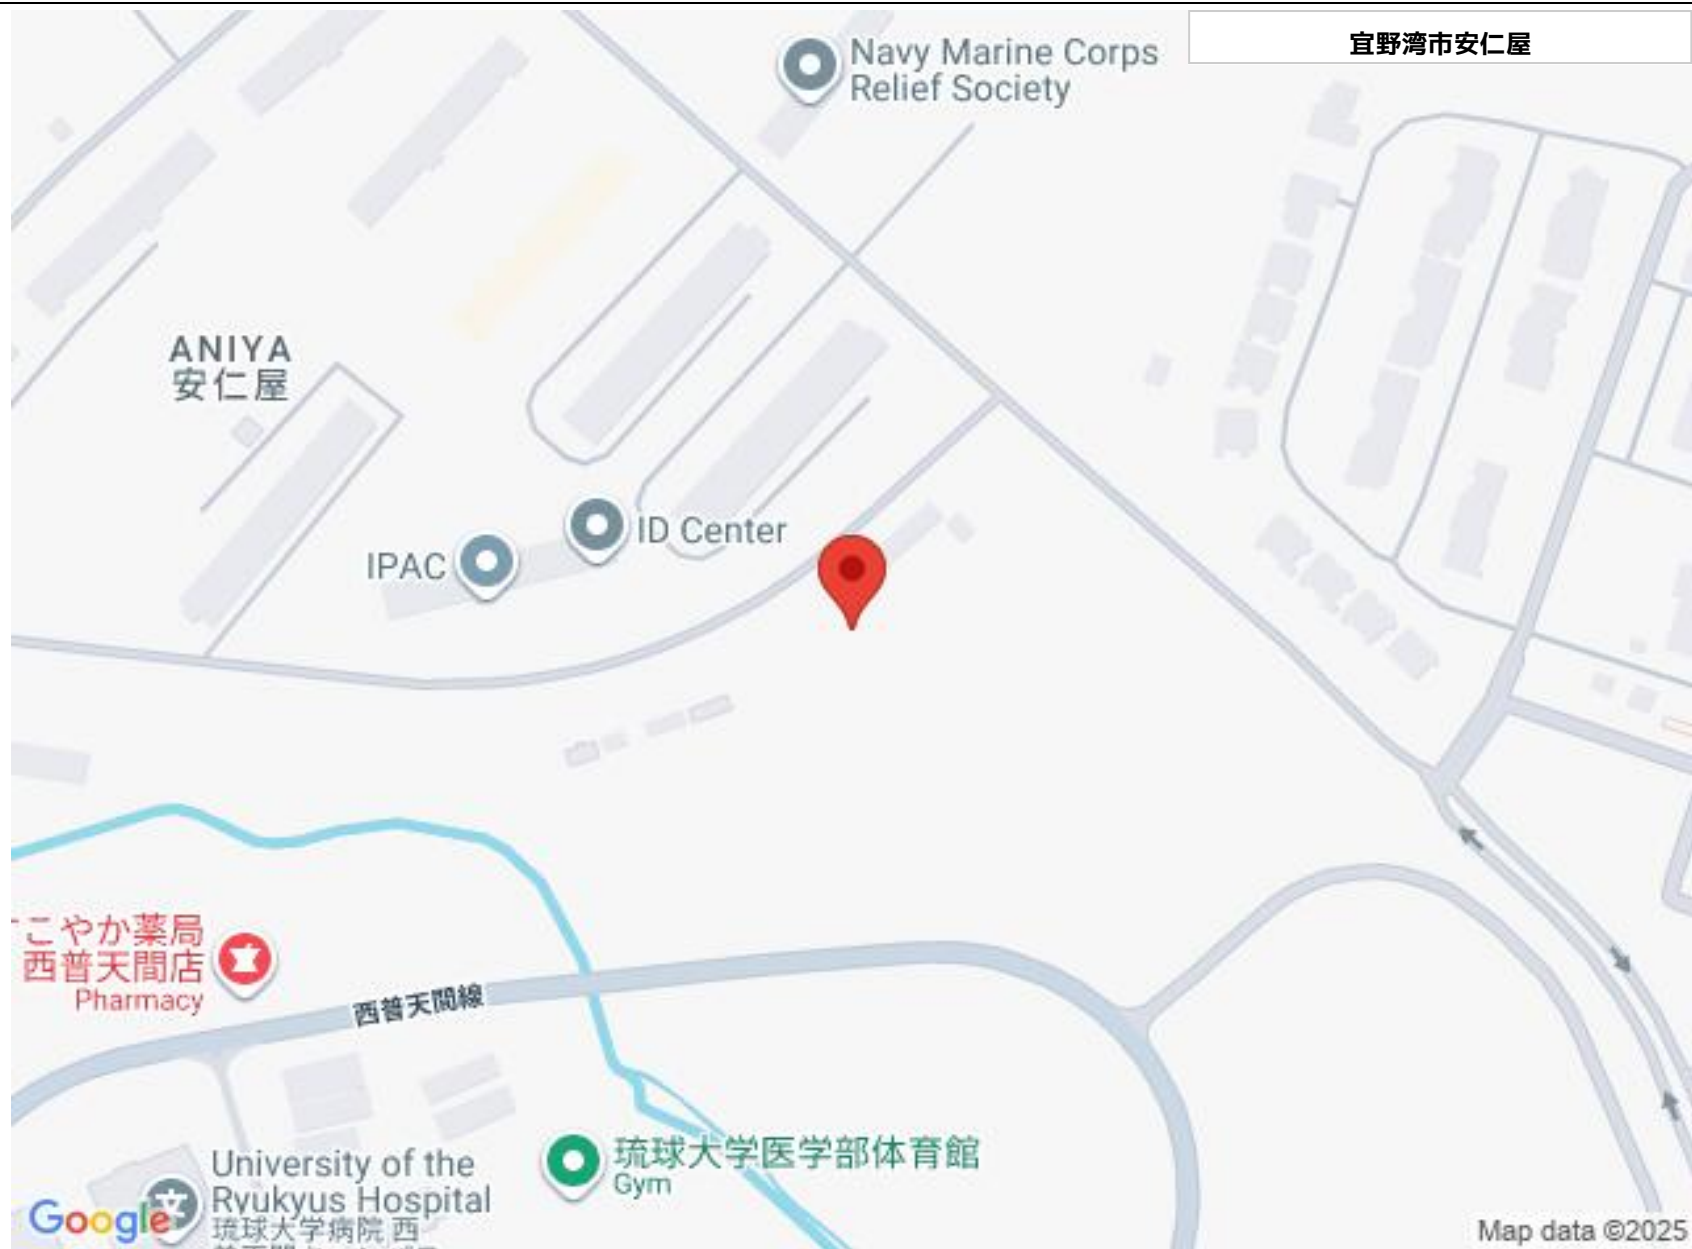 宜野湾市安仁屋
Navy Marine Corps
Relief Society
ANIYA
安仁屋
ID Center
IPAC
こやか薬局
西普天間店
Pharmacy
西普天間線
University of the
Ryukyus Hospital
琉球大学病院 西
琉球大学医学部体育館
Gym
Google
Map data ©2025